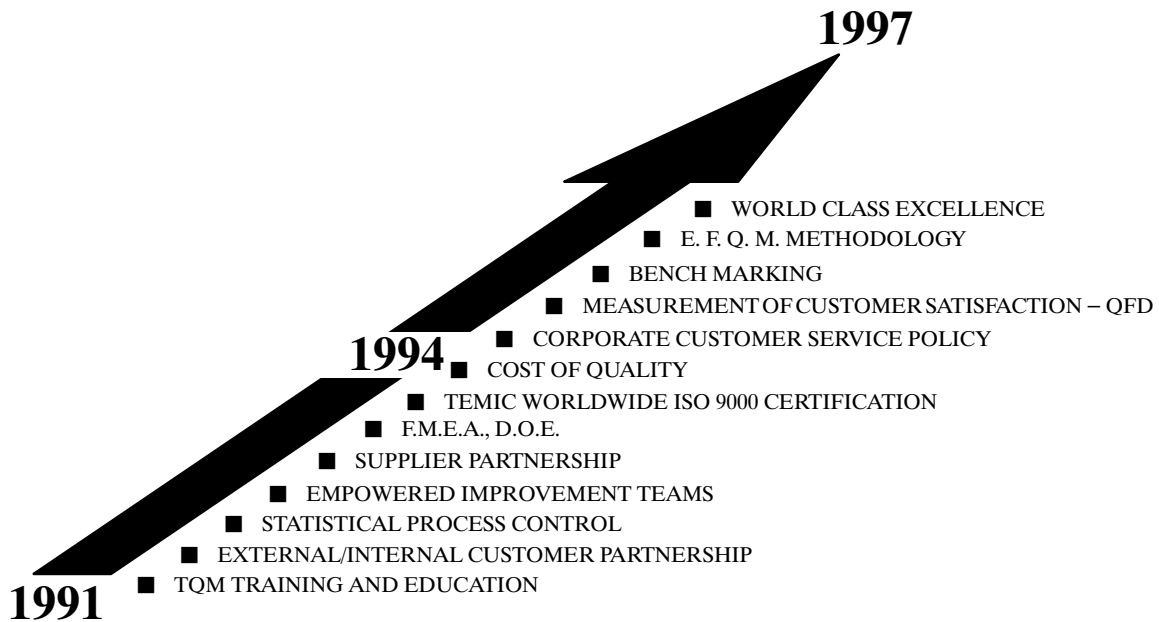 1997
WORLD CLASS EXCELLENCE
E. F. Q. M. METHODOLOGY
BENCH MARKING
MEASUREMENT OF CUSTOMER SATISFACTION – QFD
CORPORATE CUSTOMER SERVICE POLICY
1994
COST OF QUALITY
TEMIC WORLDWIDE ISO 9000 CERTIFICATION
F.M.E.A., D.O.E.
SUPPLIER PARTNERSHIP
EMPOWERED IMPROVEMENT TEAMS
STATISTICAL PROCESS CONTROL
EXTERNAL/INTERNAL CUSTOMER PARTNERSHIP
TQM TRAINING AND EDUCATION
1991